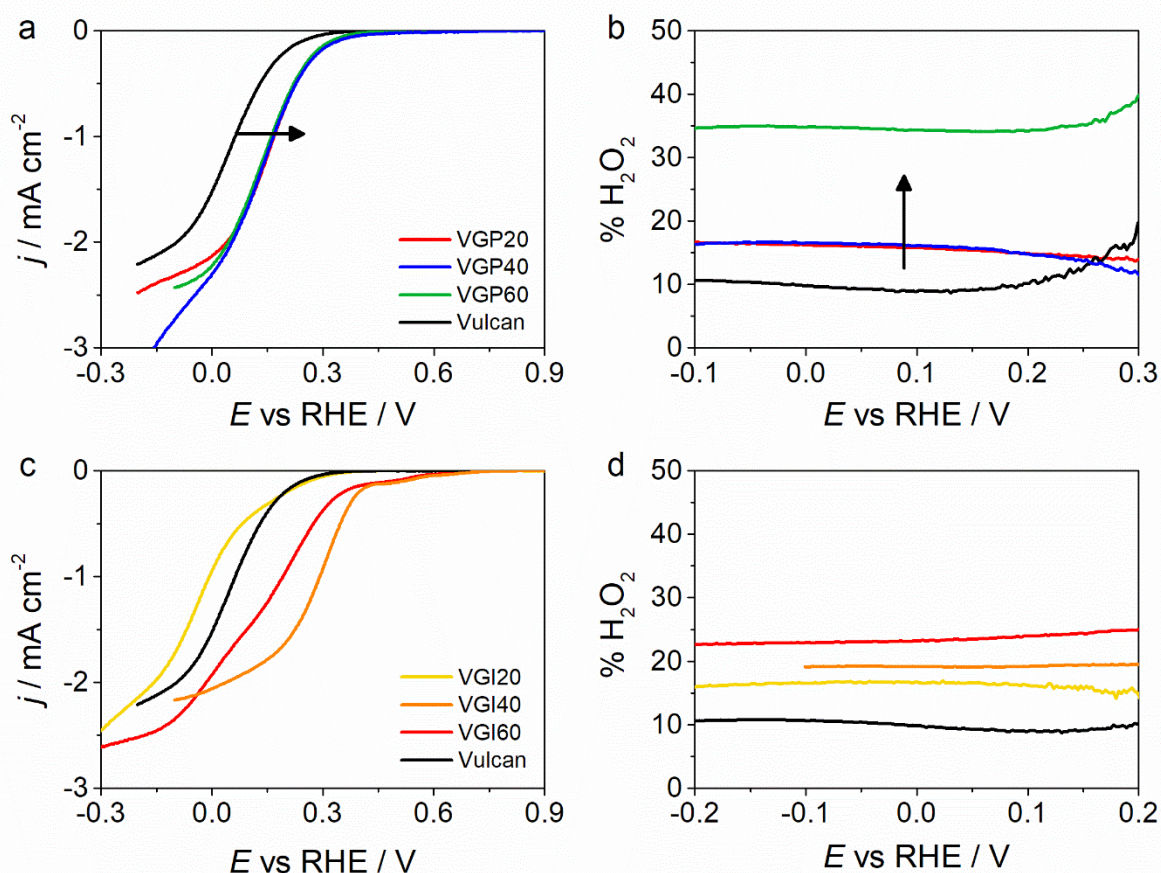 a
0
-1
-2
-3
j / mA cm⁻²
VGP20
VGP40
VGP60
Vulcan
-0.3 0.0 0.3 0.6 0.9
E vs RHE / V
b
50
40
30
20
10
0
% H₂O₂
-0.1 0.0 0.1 0.2 0.3
E vs RHE / V
c
0
-1
-2
-3
j / mA cm⁻²
VGI20
VGI40
VGI60
Vulcan
-0.3 0.0 0.3 0.6 0.9
E vs RHE / V
d
50
40
30
20
10
0
% H₂O₂
-0.2 -0.1 0.0 0.1 0.2
E vs RHE / V